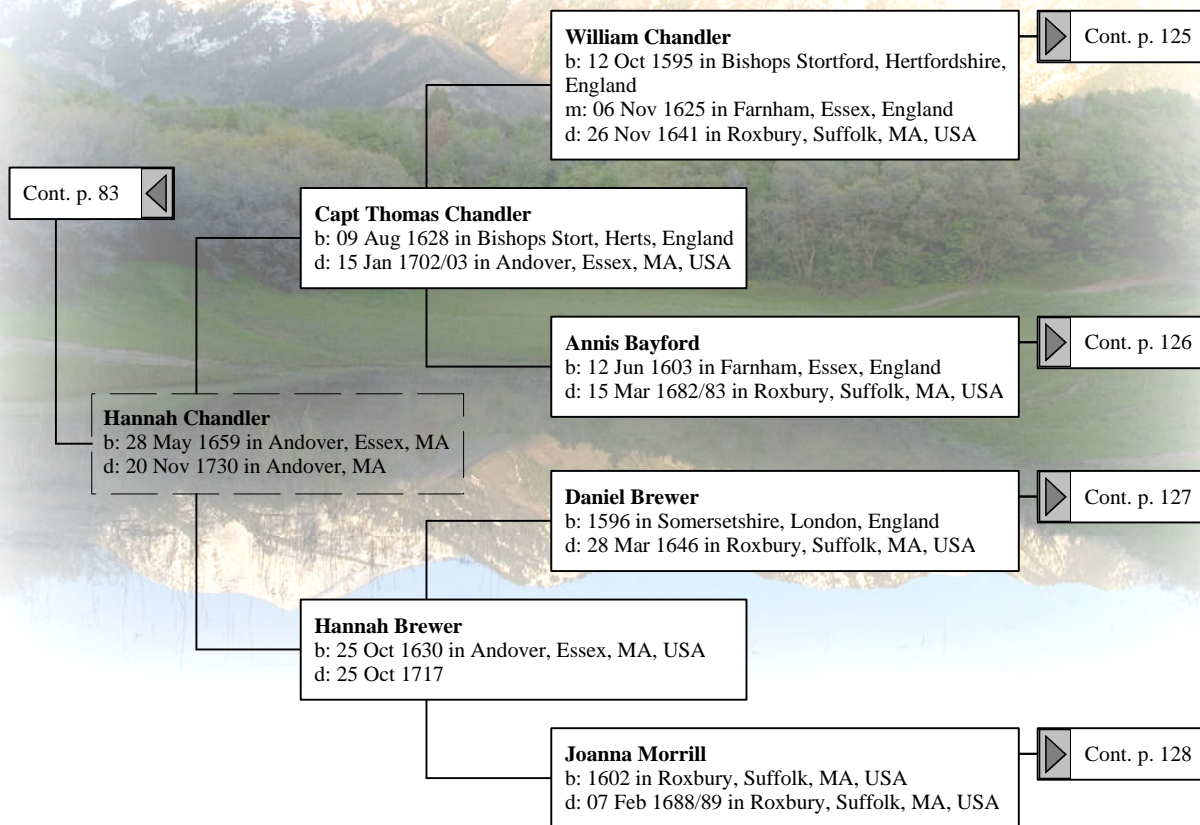 William Chandler
b: 12 Oct 1595 in Bishops Stortford, Hertfordshire,
England
m: 06 Nov 1625 in Farnham, Essex, England
d: 26 Nov 1641 in Roxbury, Suffolk, MA, USA
Cont. p. 125
Cont. p. 83
Capt Thomas Chandler
b: 09 Aug 1628 in Bishops Stort, Herts, England
d: 15 Jan 1702/03 in Andover, Essex, MA, USA
Annis Bayford
b: 12 Jun 1603 in Farnham, Essex, England
d: 15 Mar 1682/83 in Roxbury, Suffolk, MA, USA
Cont. p. 126
Hannah Chandler
b: 28 May 1659 in Andover, Essex, MA
d: 20 Nov 1730 in Andover, MA
Daniel Brewer
b: 1596 in Somersetshire, London, England
d: 28 Mar 1646 in Roxbury, Suffolk, MA, USA
Cont. p. 127
Hannah Brewer
b: 25 Oct 1630 in Andover, Essex, MA, USA
d: 25 Oct 1717
Joanna Morrill
b: 1602 in Roxbury, Suffolk, MA, USA
d: 07 Feb 1688/89 in Roxbury, Suffolk, MA, USA
Cont. p. 128